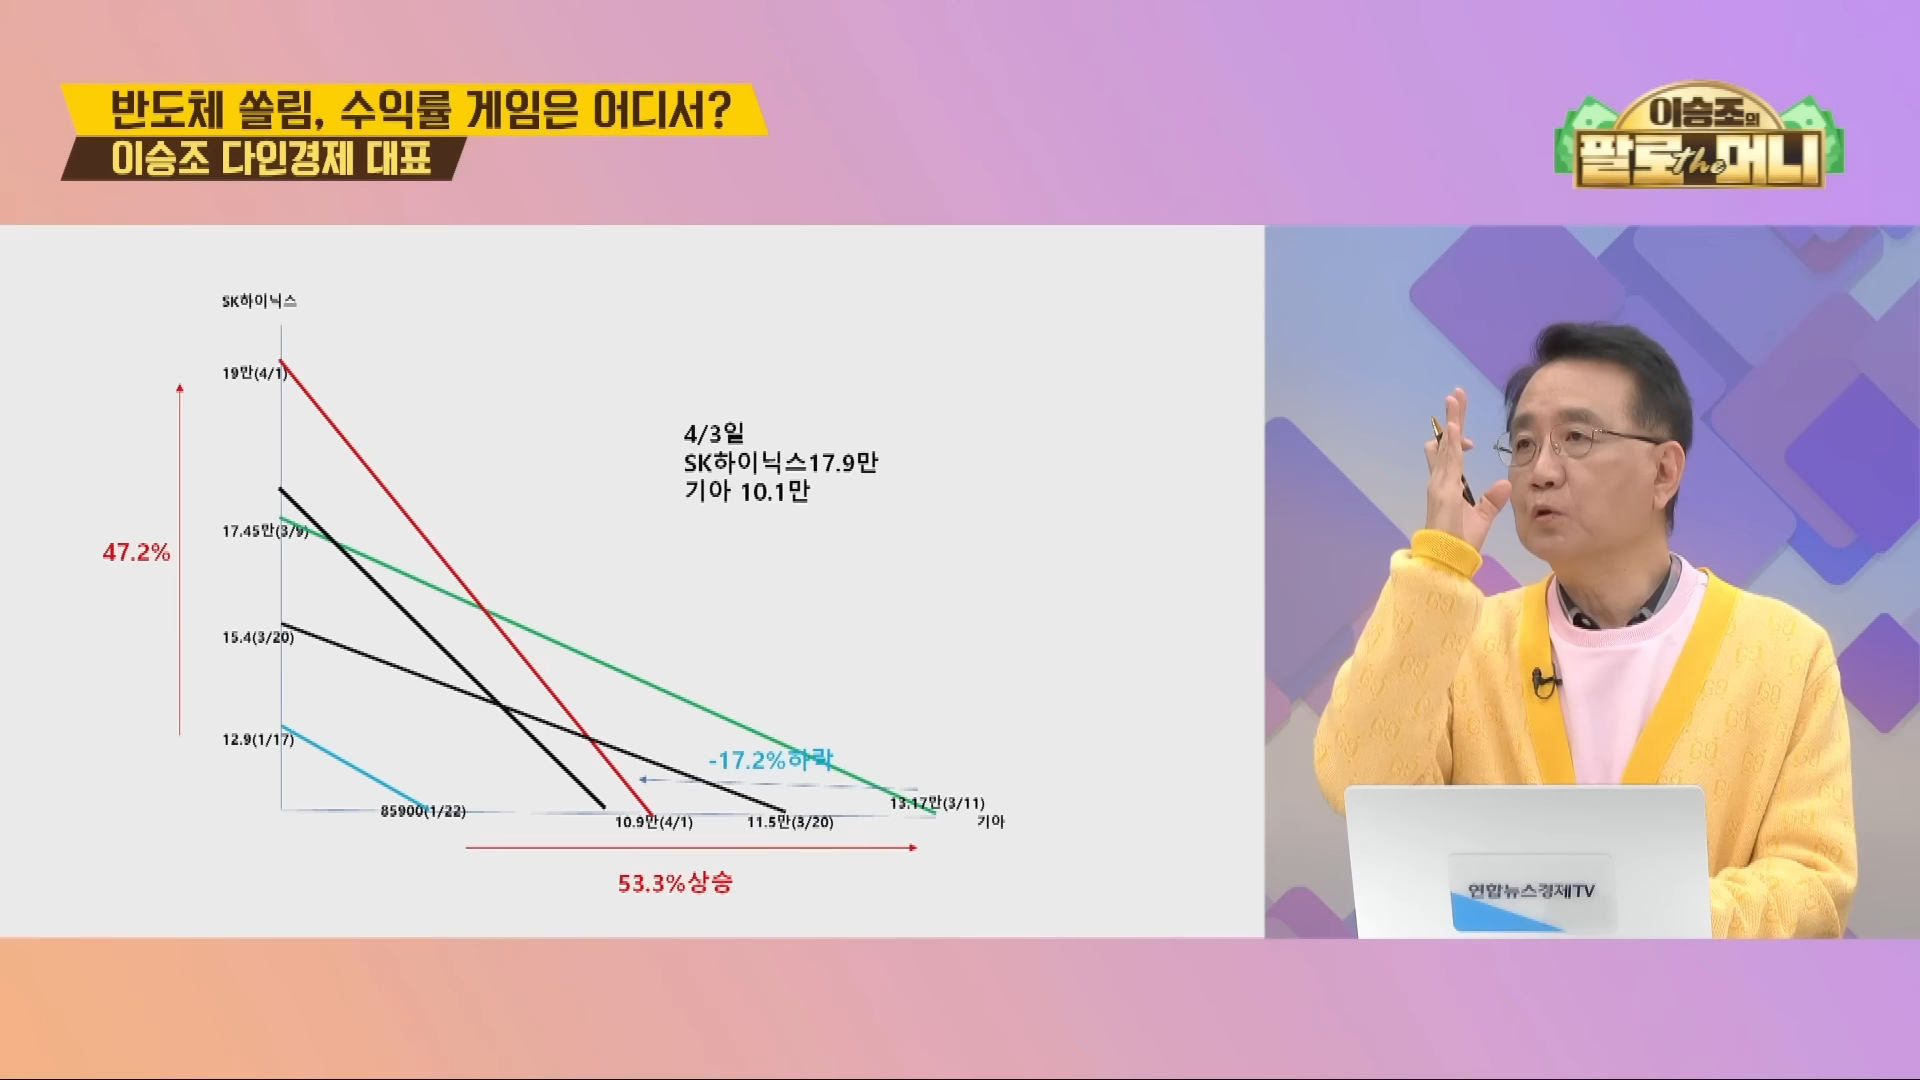 반도체 쏠림, 수익률 게임은 어디서?
이승조 다인경제 대표
이승조의
팔로the머니
SK하이닉스
19만(4/1)
4/3일
SK하이닉스17.9만
기아 10.1만
17.45만(3/9)
47.2%
15.4(3/20)
12.9(1/17)
-17.2%하락
85900(1/22)
13.17만(3/11)
10.9만(4/1)
11.5만(3/20)
기아
53.3%상승
연합뉴스경제TV